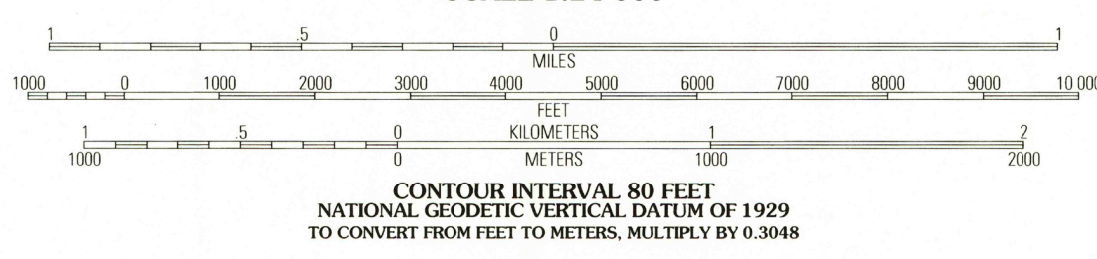 1 .5 0 1
MILES
1000 0 1000 2000 3000 4000 5000 6000 7000 8000 9000 10 000
FEET
1 .5 0 KILOMETERS 1 2
1000 0 METERS 1000 2000
CONTOUR INTERVAL 80 FEET
NATIONAL GEODETIC VERTICAL DATUM OF 1929
TO CONVERT FROM FEET TO METERS, MULTIPLY BY 0.3048